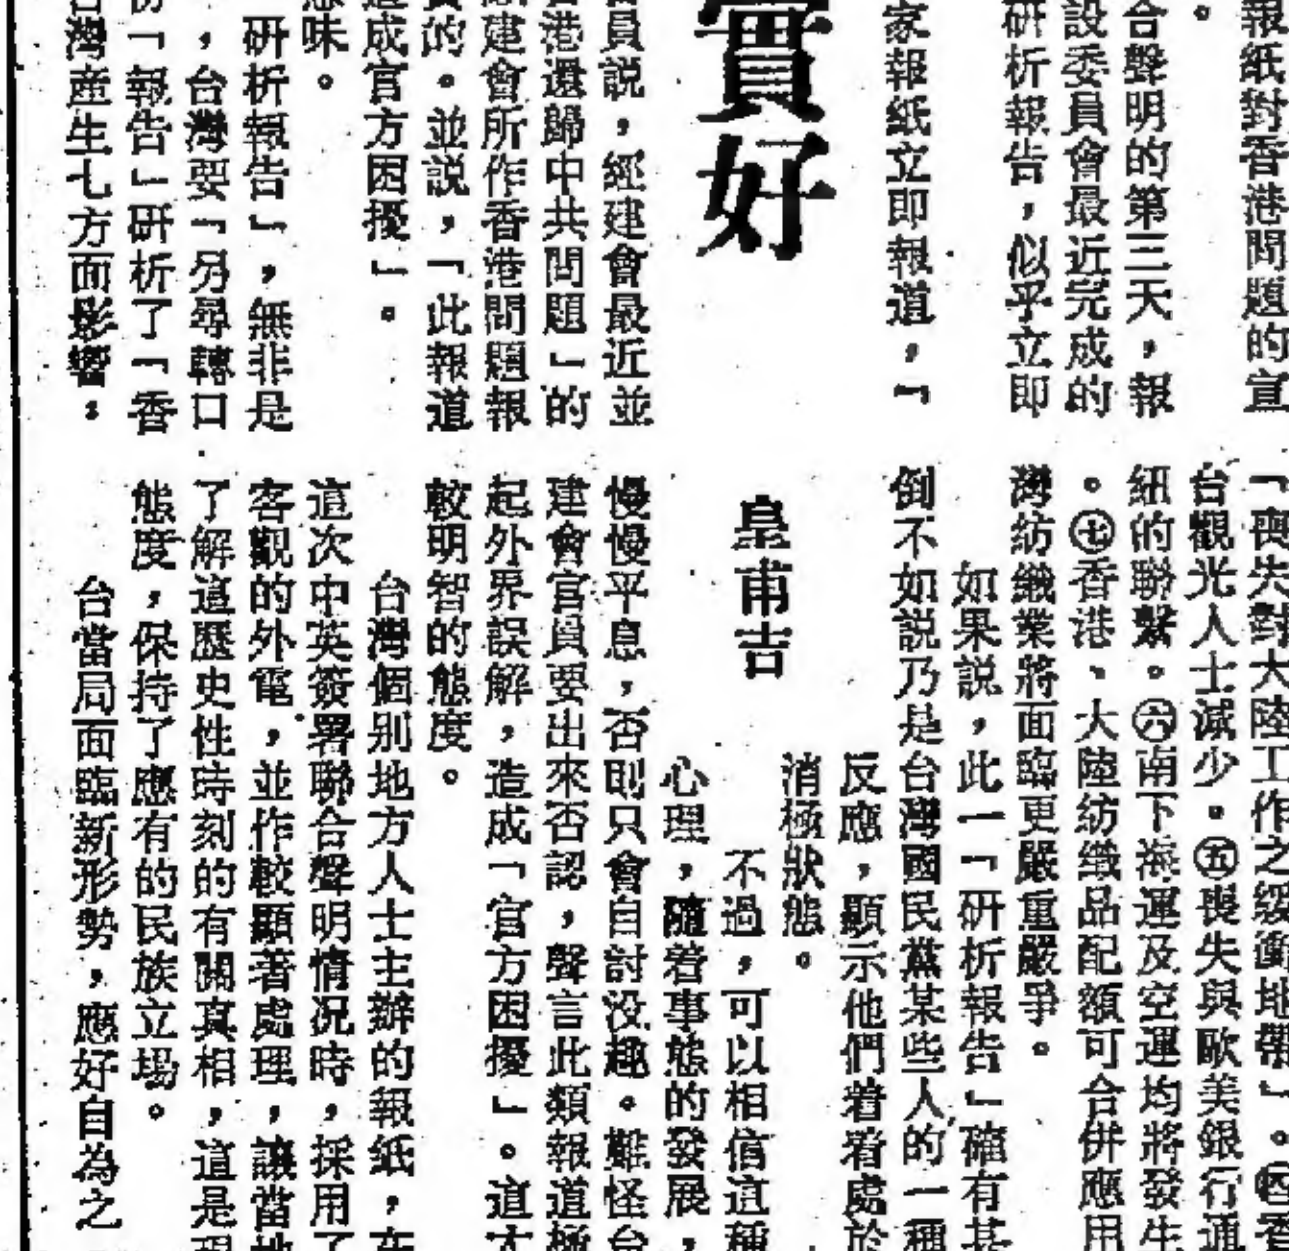 報紙對香港問題的宣
。
合聲明的第三天，報
設委員會最近完成的
研析報告，似乎立即
家報紙立即報道，「
實好
員説，經建會最近並
港還歸中共問題」的
建會所作香港問題報
的。並説，「此報道
成官方困擾」。
味。
研析報告」，無非是
，台灣要「另尋轉口
「報告」研析了「香
台灣産生七方面影響：
「喪失對大陸工作之緩衝地帶」。㊃香
台觀光人士減少。㊄喪失與歐美銀行通
紐的聯繫。㊅南下海運及空運均將發生
。㊆香港、大陸紡織品配額可合併應用
灣紡織業將面臨更嚴重嚴爭。
如果説，此一「研析報告」確有其
倒不如説乃是台灣國民黨某些人的一種
反應，顯示他們着着處於
消極狀態。
不過，可以相信這種
皇甫吉
心理，隨着事態的發展，
慢慢平息，否則只會自討没趣。難怪台
建會官員要出來否認，聲言此類報道極
起外界誤解，造成「官方困擾」。這才
較明智的態度。
台灣個别地方人士主辦的報紙，在
這次中英簽署聯合聲明情況時，採用了
客觀的外電，並作較顯著處理，讓當地
了解這歷史性時刻的有關真相，這是
態度，保持了應有的民族立場。
台當局面臨新形勢，應好自為之